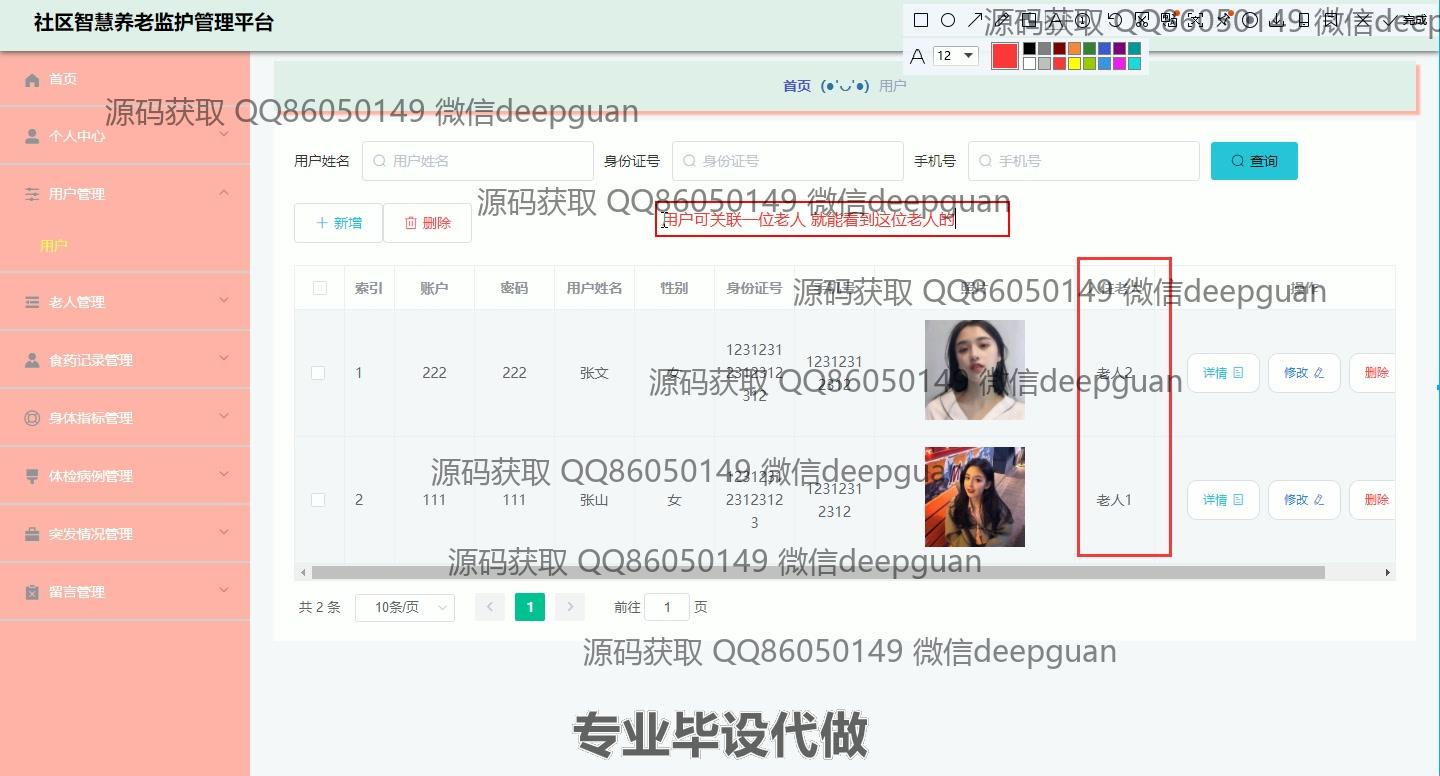 社区智慧养老监护管理平台
完成
源码获取 QQ86050149 微信deep
12
首页
首页 (●'◡'●) 用户
源码获取 QQ86050149 微信deepguan
个人中心
用户姓名 用户姓名 身份证号 身份证号 手机号 手机号 查询
用户管理
源码获取 QQ86050149 微信deepguan
新增 删除
用户可关联一位老人 就能看到这位老人的
用户
索引 账户 密码 用户姓名 性别 身份证号
源码获取 QQ86050149 微信deepguan
老人管理
食药记录管理
1 222 222 张文 女 12312312312312312 12312312312 老人2 详情 修改 删除
源码获取 QQ86050149 微信deepguan
身体指标管理
体检病例管理
源码获取 QQ86050149 微信deepguan
2 111 111 张山 女 123123123123123 12312312312 老人1 详情 修改 删除
突发情况管理
源码获取 QQ86050149 微信deepguan
留言管理
共 2 条 10条/页 1 前往 1 页
源码获取 QQ86050149 微信deepguan
专业毕设代做